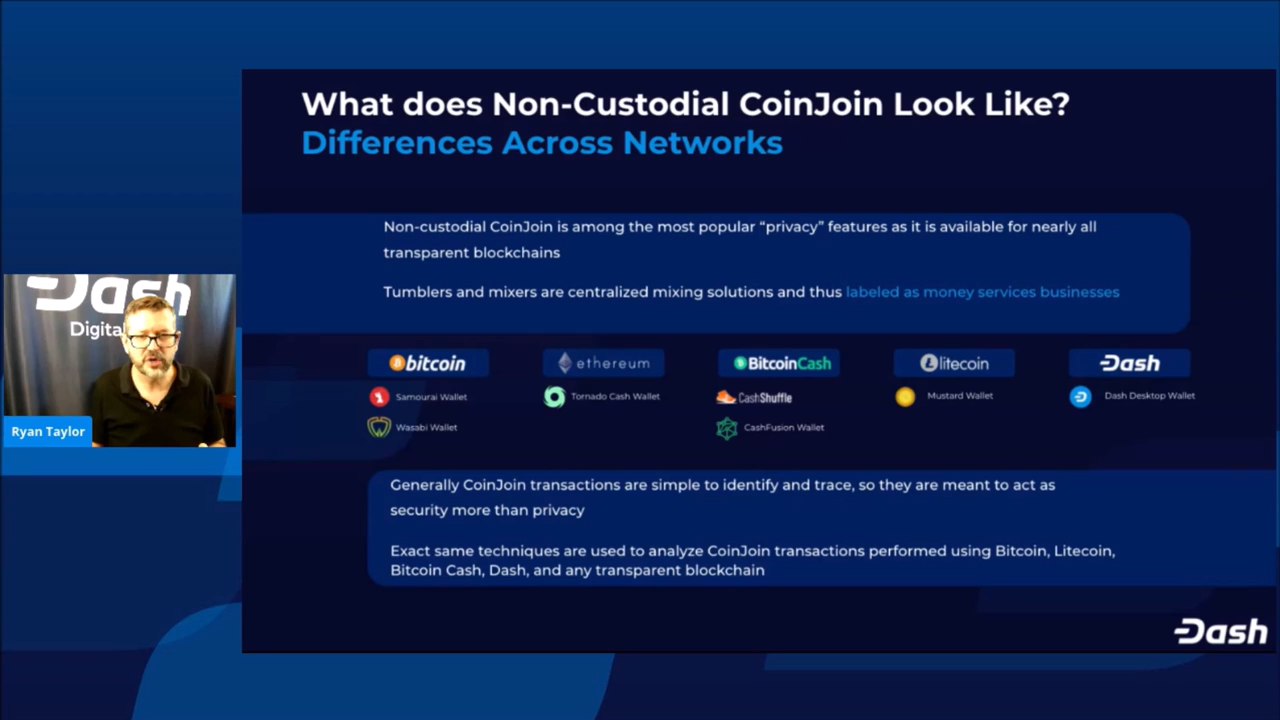 What does Non-Custodial CoinJoin Look Like?
Differences Across Networks
Non-custodial CoinJoin is among the most popular “privacy” features as it is available for nearly all
transparent blockchains
Tumblers and mixers are centralized mixing solutions and thus labeled as money services businesses
bitcoin
ethereum
BitcoinCash
litecoin
Dash
Samourai Wallet
Tornado Cash Wallet
CashShuffle
Mustard Wallet
Dash Desktop Wallet
Wasabi Wallet
CashFusion Wallet
Dash
Digital
Ryan Taylor
Generally CoinJoin transactions are simple to identify and trace, so they are meant to act as
security more than privacy
Exact same techniques are used to analyze CoinJoin transactions performed using Bitcoin, Litecoin,
Bitcoin Cash, Dash, and any transparent blockchain
Dash